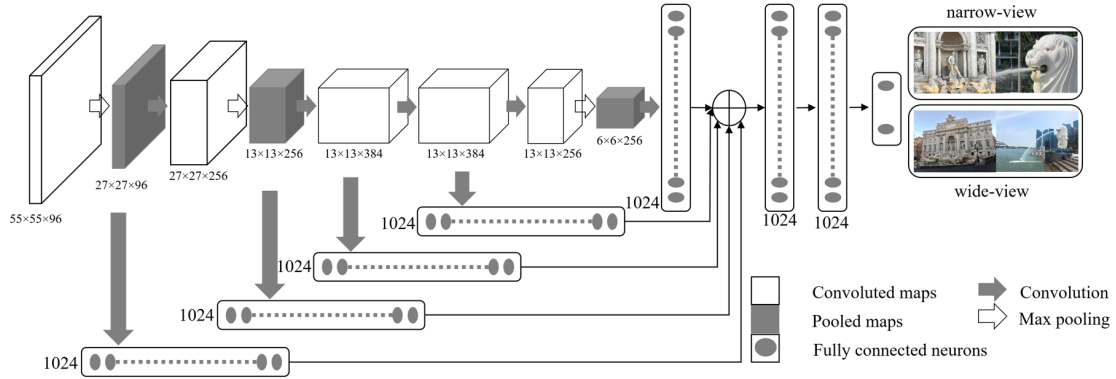 narrow-view
wide-view
55×55×96
27×27×96
27×27×256
13×13×256
13×13×384
13×13×384
13×13×256
6×6×256
1024
1024
1024
1024
1024
1024
1024
Convoluted maps
Pooled maps
Fully connected neurons
Convolution
Max pooling